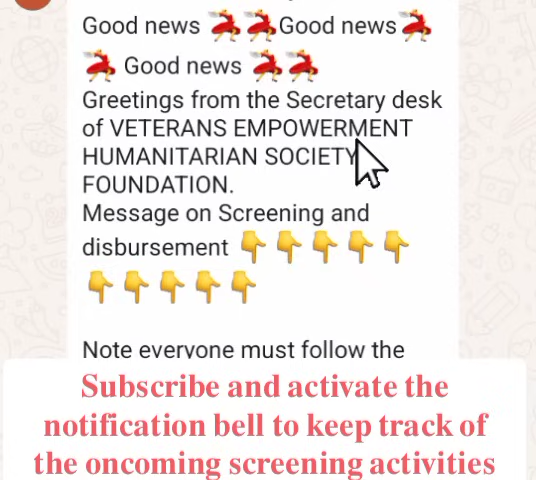 Good news 💃💃Good news💃
💃 Good news 💃💃
Greetings from the Secretary desk
of VETERANS EMPOWERMENT
HUMANITARIAN SOCIETY
FOUNDATION.
Message on Screening and
disbursement 👇👇👇👇👇
👇👇👇👇👇
Note everyone must follow the
Subscribe and activate the
notification bell to keep track of
the oncoming screening activities